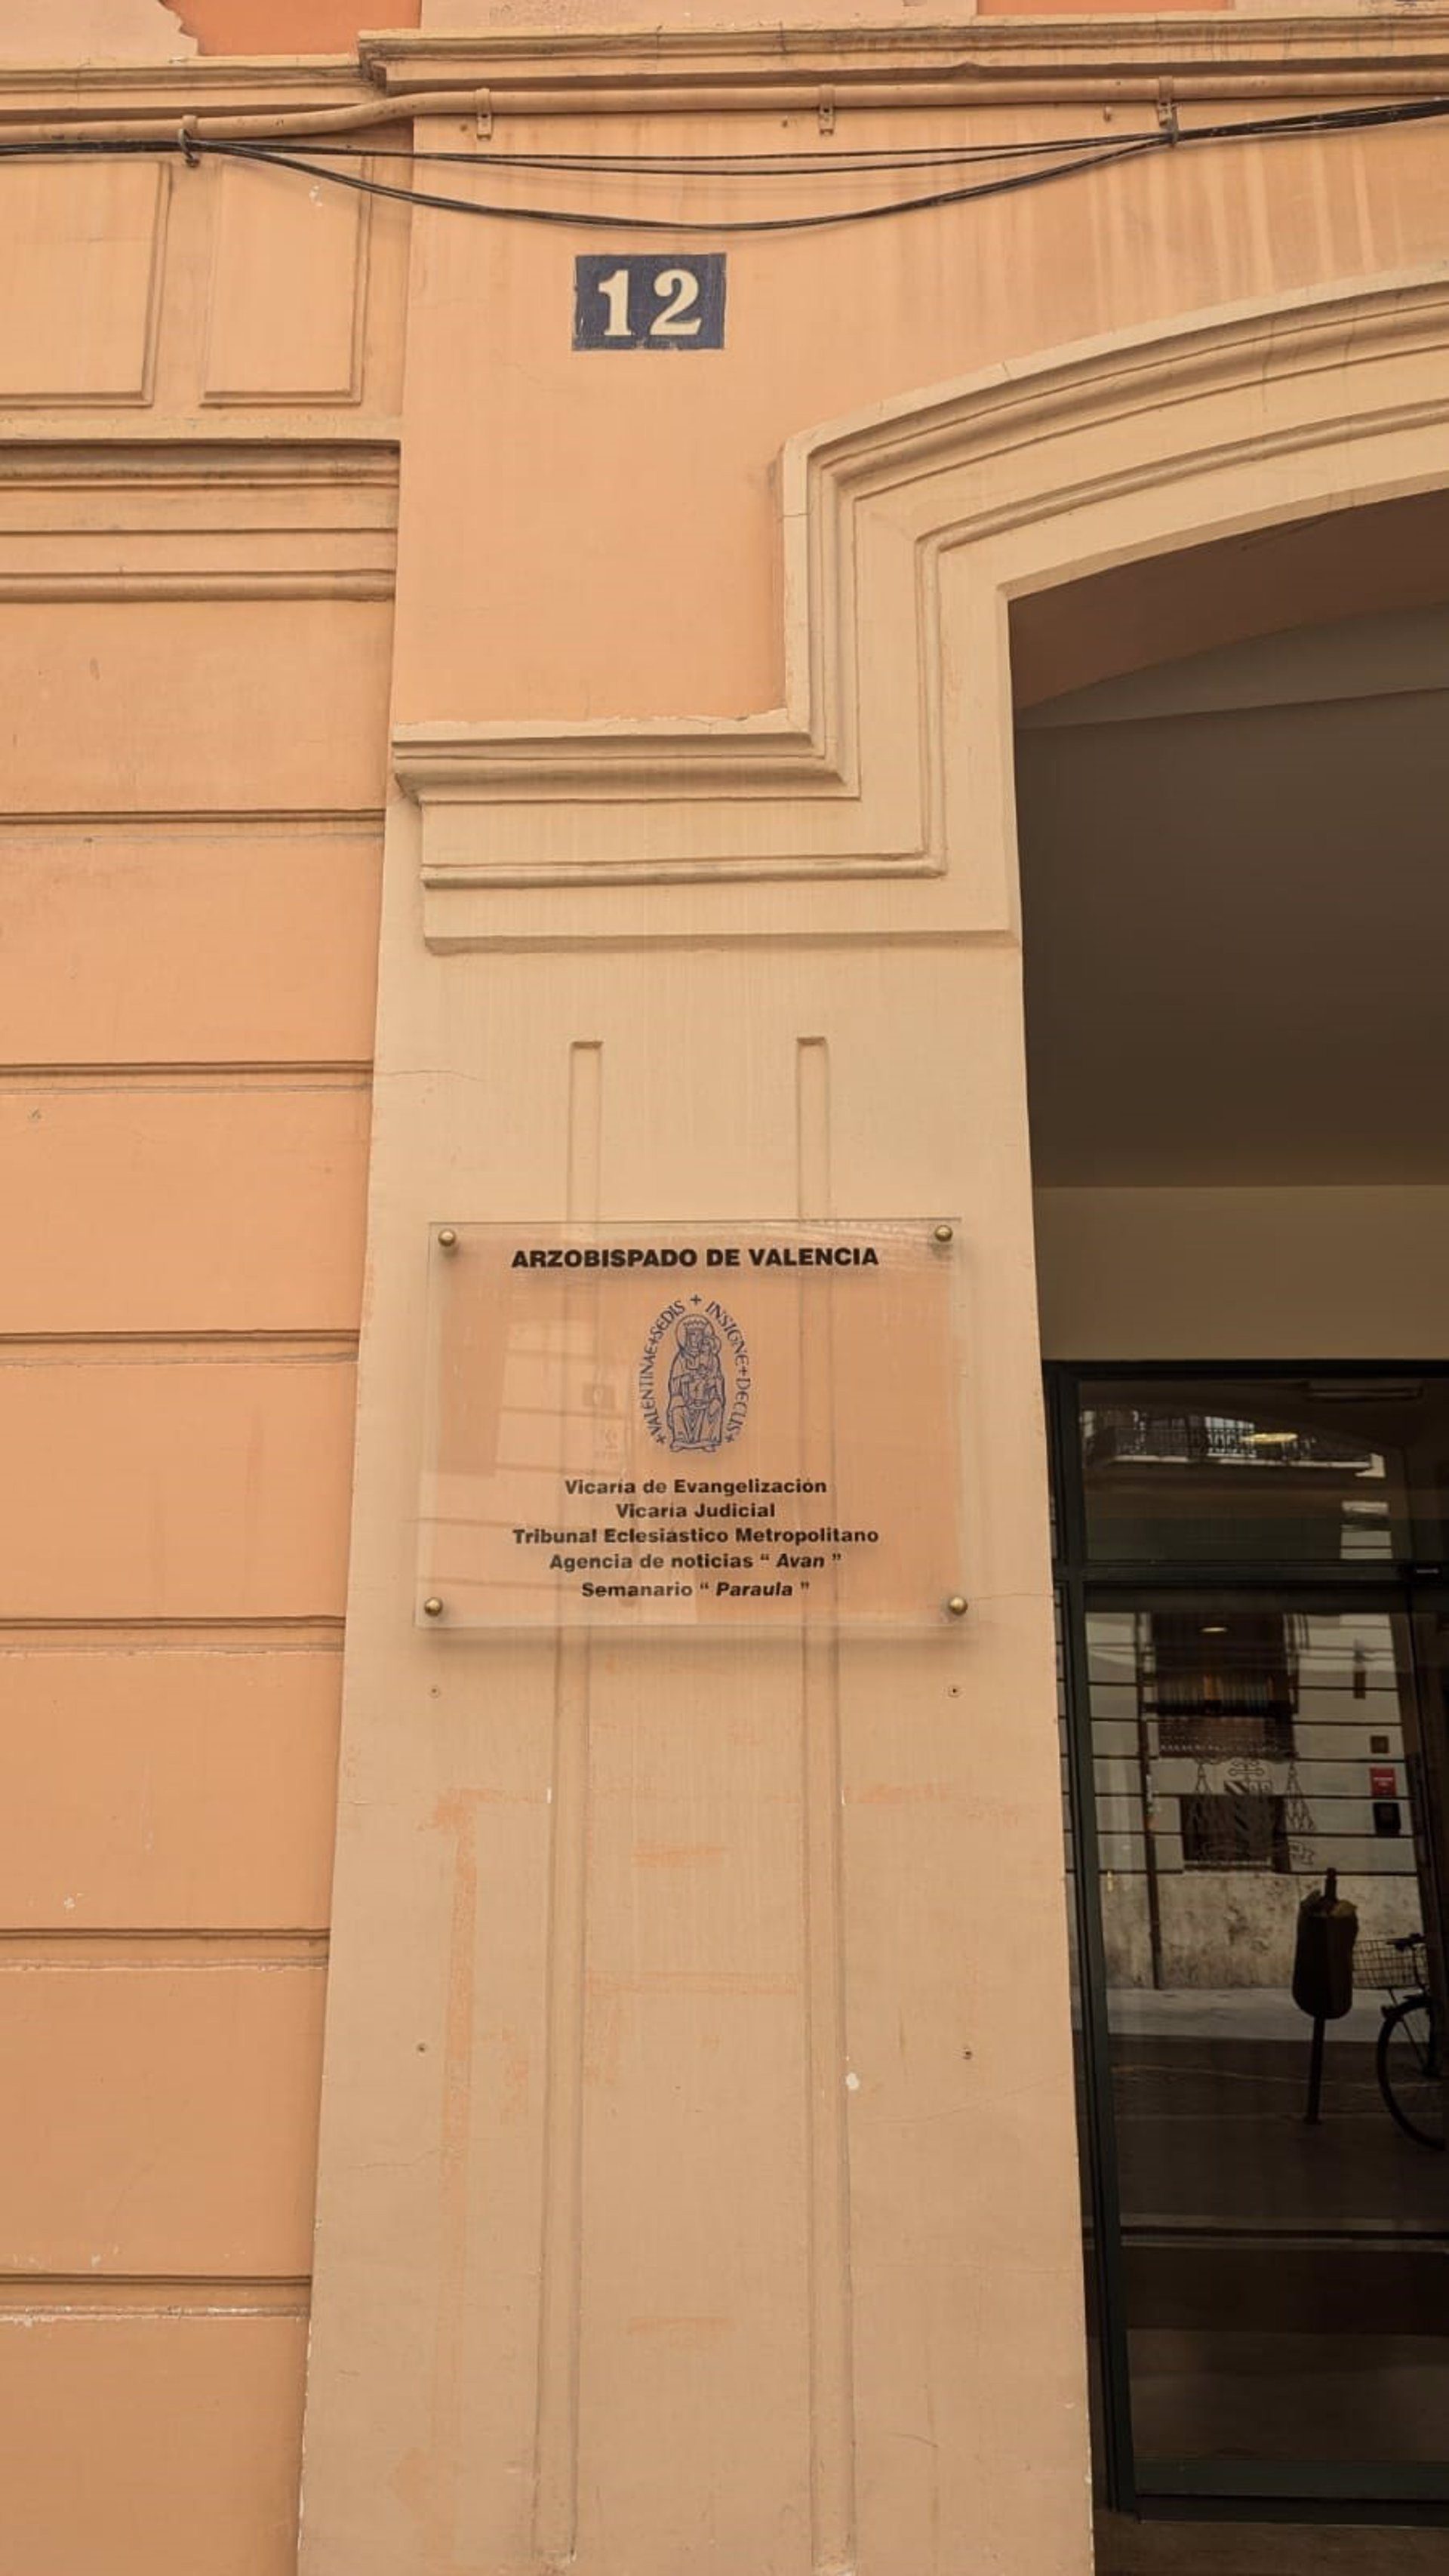 12
ARZOBISPADO DE VALENCIA
+ VALENTINAE + SEDIS + INSIGNE + DECUS +
Vicaría de Evangelización
Vicaría Judicial
Tribunal Eclesiástico Metropolitano
Agencia de noticias “ Avan ”
Semanario “ Paraula ”